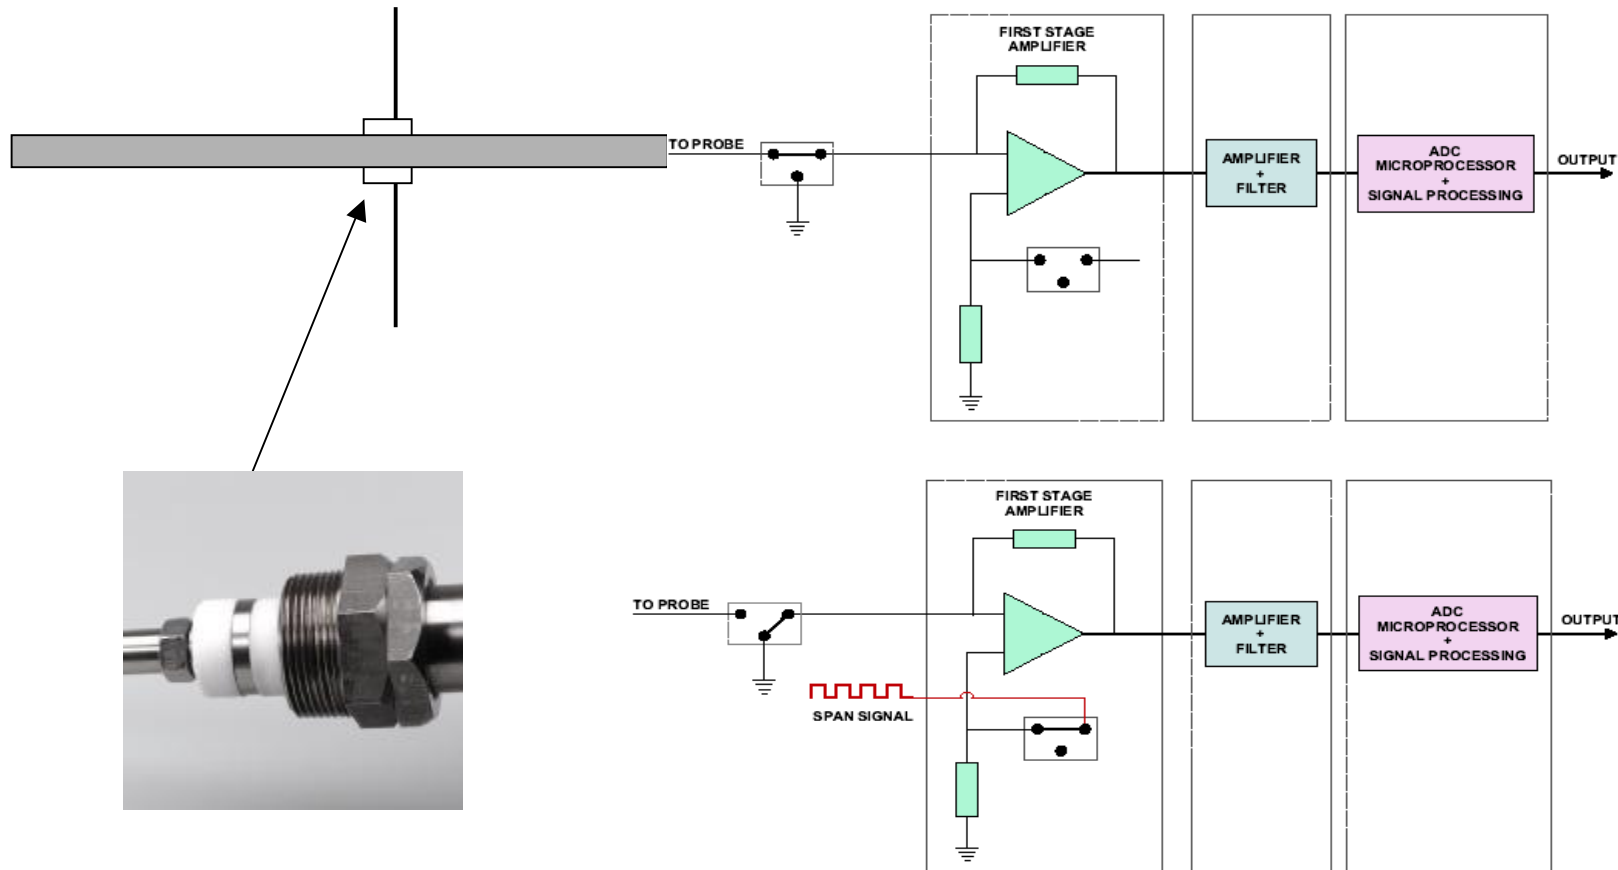 FIRST STAGE
AMPLIFIER
TO PROBE
AMPLIFIER
+
FILTER
ADC
MICROPROCESSOR
+
SIGNAL PROCESSING
OUTPUT
FIRST STAGE
AMPLIFIER
TO PROBE
SPAN SIGNAL
AMPLIFIER
+
FILTER
ADC
MICROPROCESSOR
+
SIGNAL PROCESSING
OUTPUT